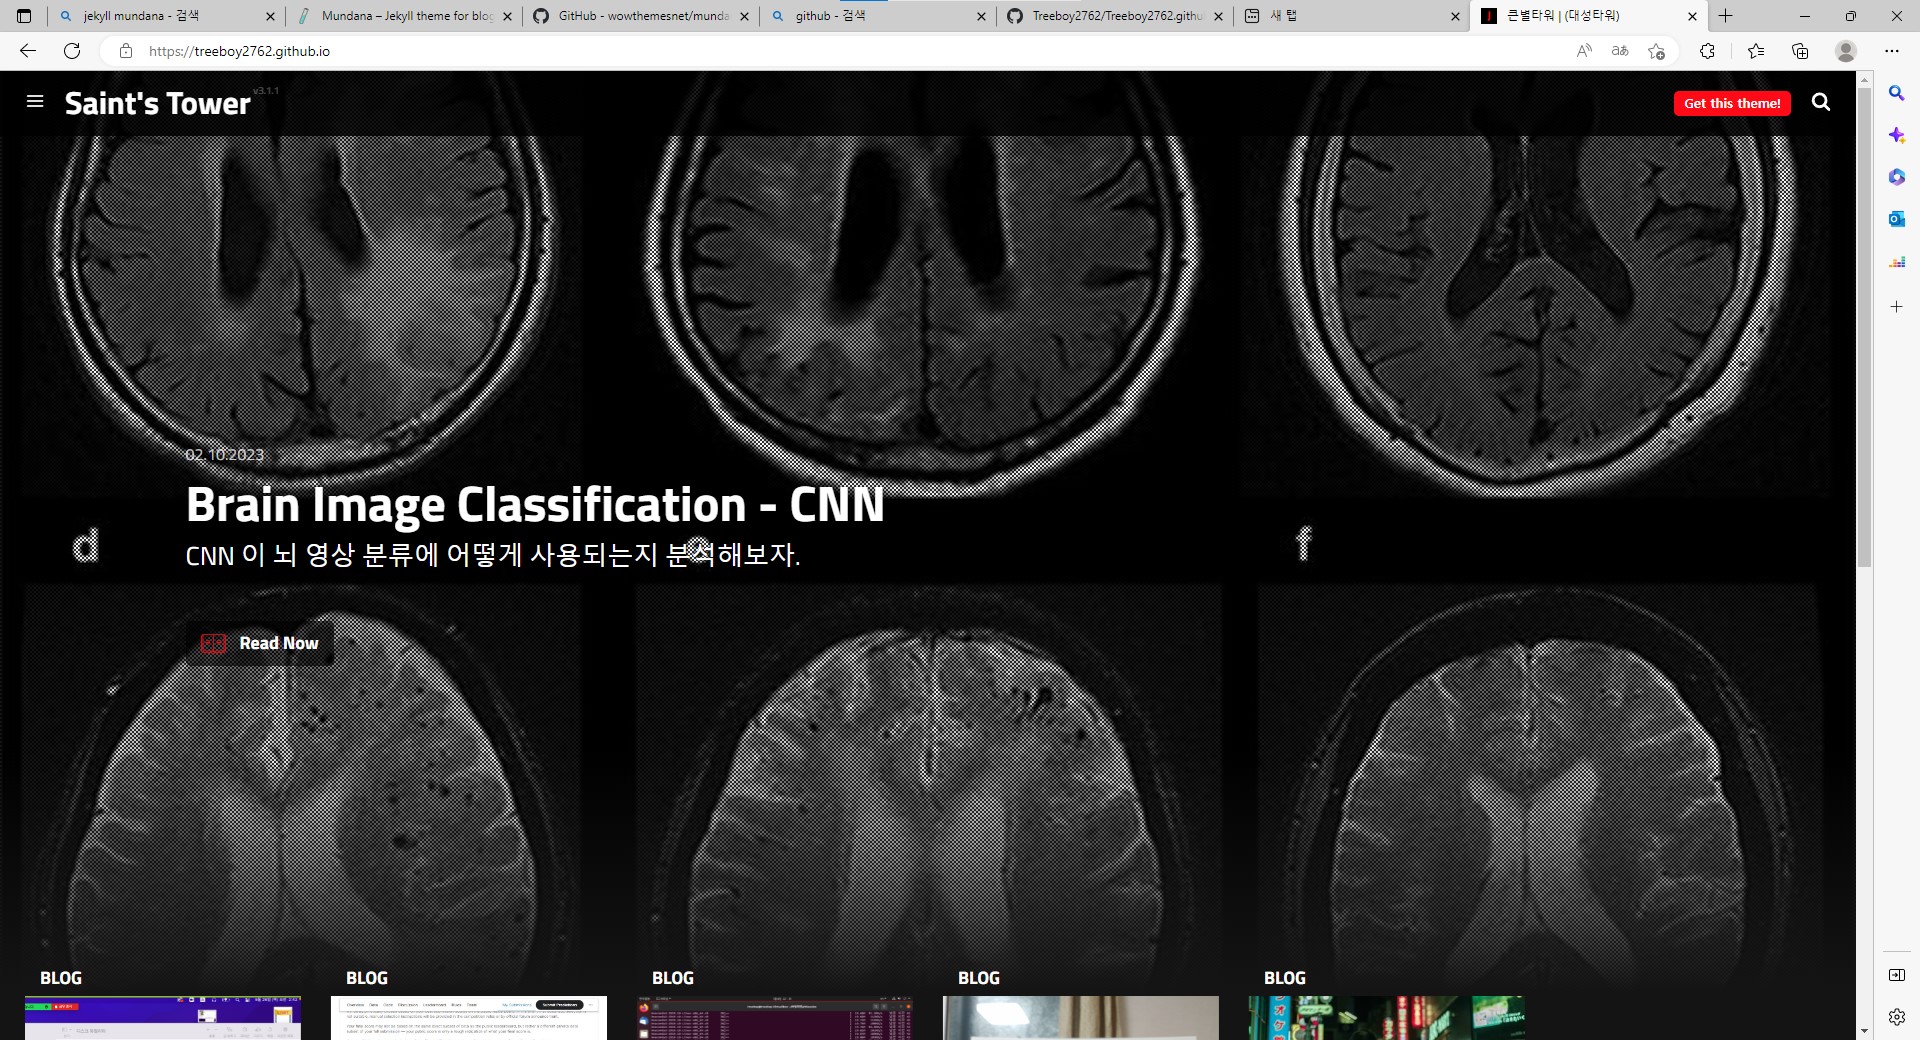 jekyll mundana - 검색
Mundana – Jekyll theme for blog
GitHub - wowthemesnet/munda
github - 검색
Treeboy2762/Treeboy2762.githu
새 탭
큰별타워 | (대성타워)
https://treeboy2762.github.io
Saint's Tower v3.1.1
Get this theme!
02.10.2023
Brain Image Classification - CNN
d
f
CNN 이 뇌 영상 분류에 어떻게 사용되는지 분석해보자.
Read Now
BLOG BLOG BLOG BLOG BLOG